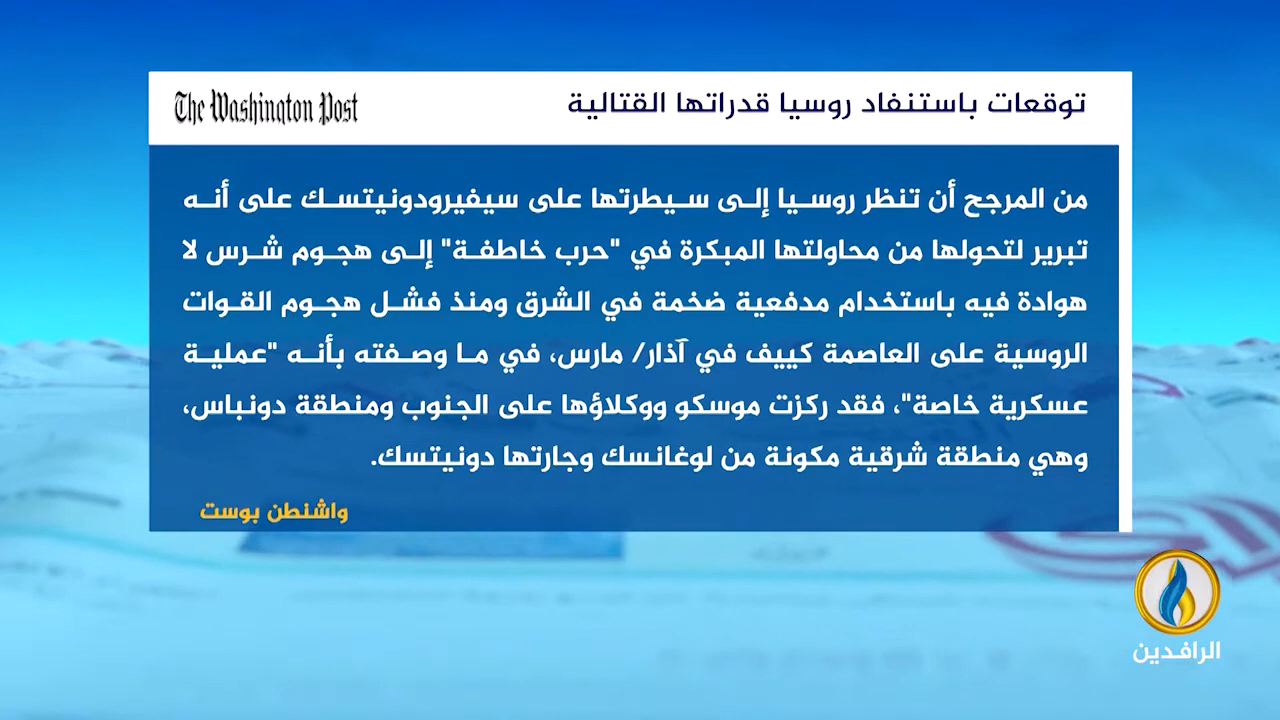 The Washington Post
توقعات باستنفاد روسيا قدراتها القتالية
من المرجح أن تنظر روسيا إلى سيطرتها على سيفيرودونيتسك على أنه
تبرير لتحولها من محاولتها المبكرة في "حرب خاطفة" إلى هجوم شرس لا
هوادة فيه باستخدام مدفعية ضخمة في الشرق ومنذ فشل هجوم القوات
الروسية على العاصمة كييف في آذار/ مارس، في ما وصفته بأنه "عملية
عسكرية خاصة"، فقد ركزت موسكو ووكلاؤها على الجنوب ومنطقة دونباس،
وهي منطقة شرقية مكونة من لوغانسك وجارتها دونيتسك.
واشنطن بوست
الرافدين